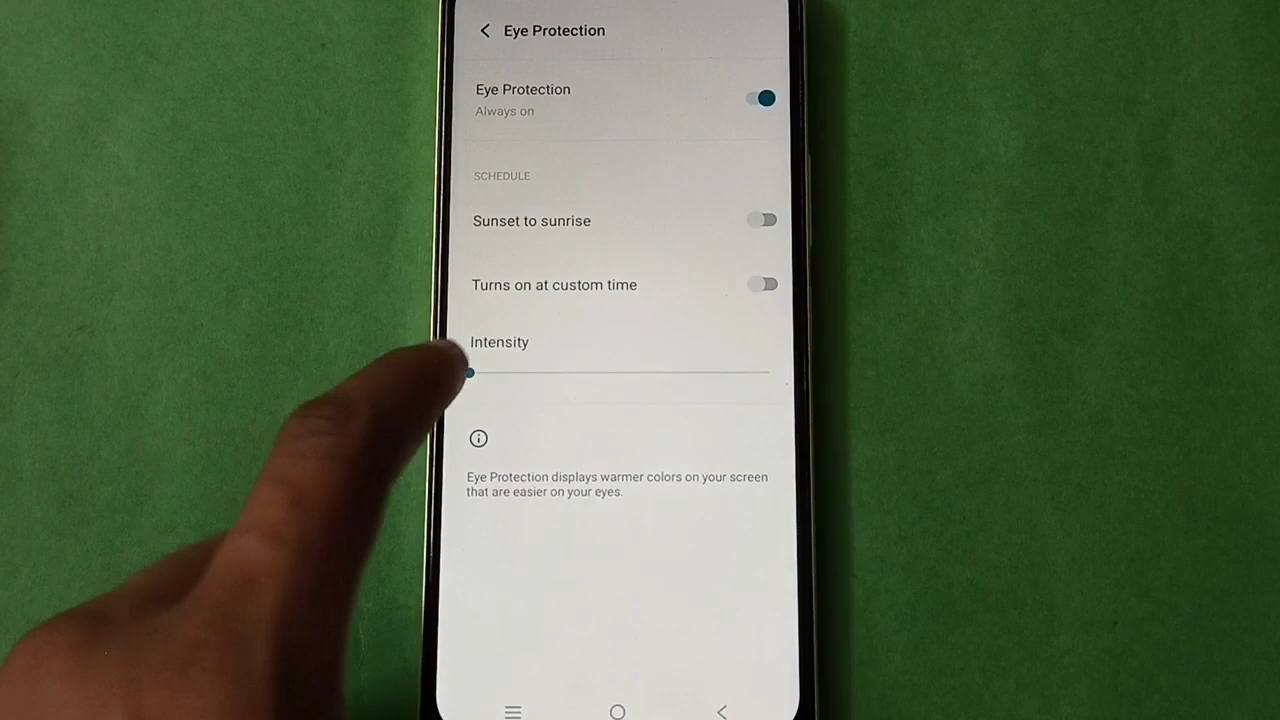 Eye Protection
Eye Protection
Always on
SCHEDULE
Sunset to sunrise
Turns on at custom time
Intensity
Eye Protection displays warmer colors on your screen
that are easier on your eyes.